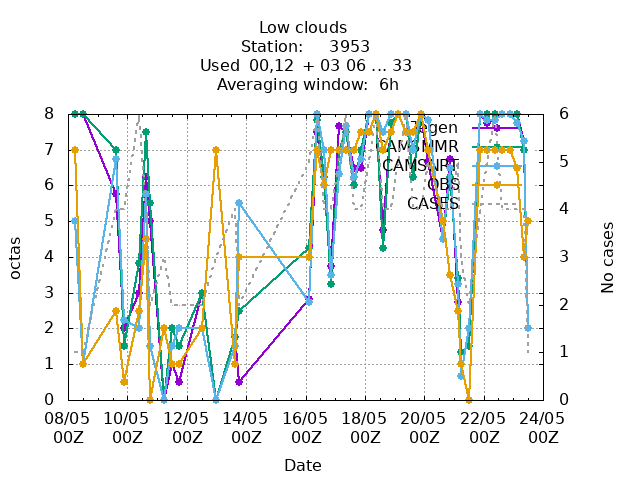 Low clouds
Station: 3953
Used 00,12 + 03 06 ... 33
Averaging window: 6h
8 6
7 5
6
5 4
4 3
3
2 2
1 1
0 0
octas
No cases
Tegen
CAMSNMR
CAMSNRT
OBS
CASES
08/05 10/05 12/05 14/05 16/05 18/05 20/05 22/05 24/05
00Z 00Z 00Z 00Z 00Z 00Z 00Z 00Z 00Z
Date